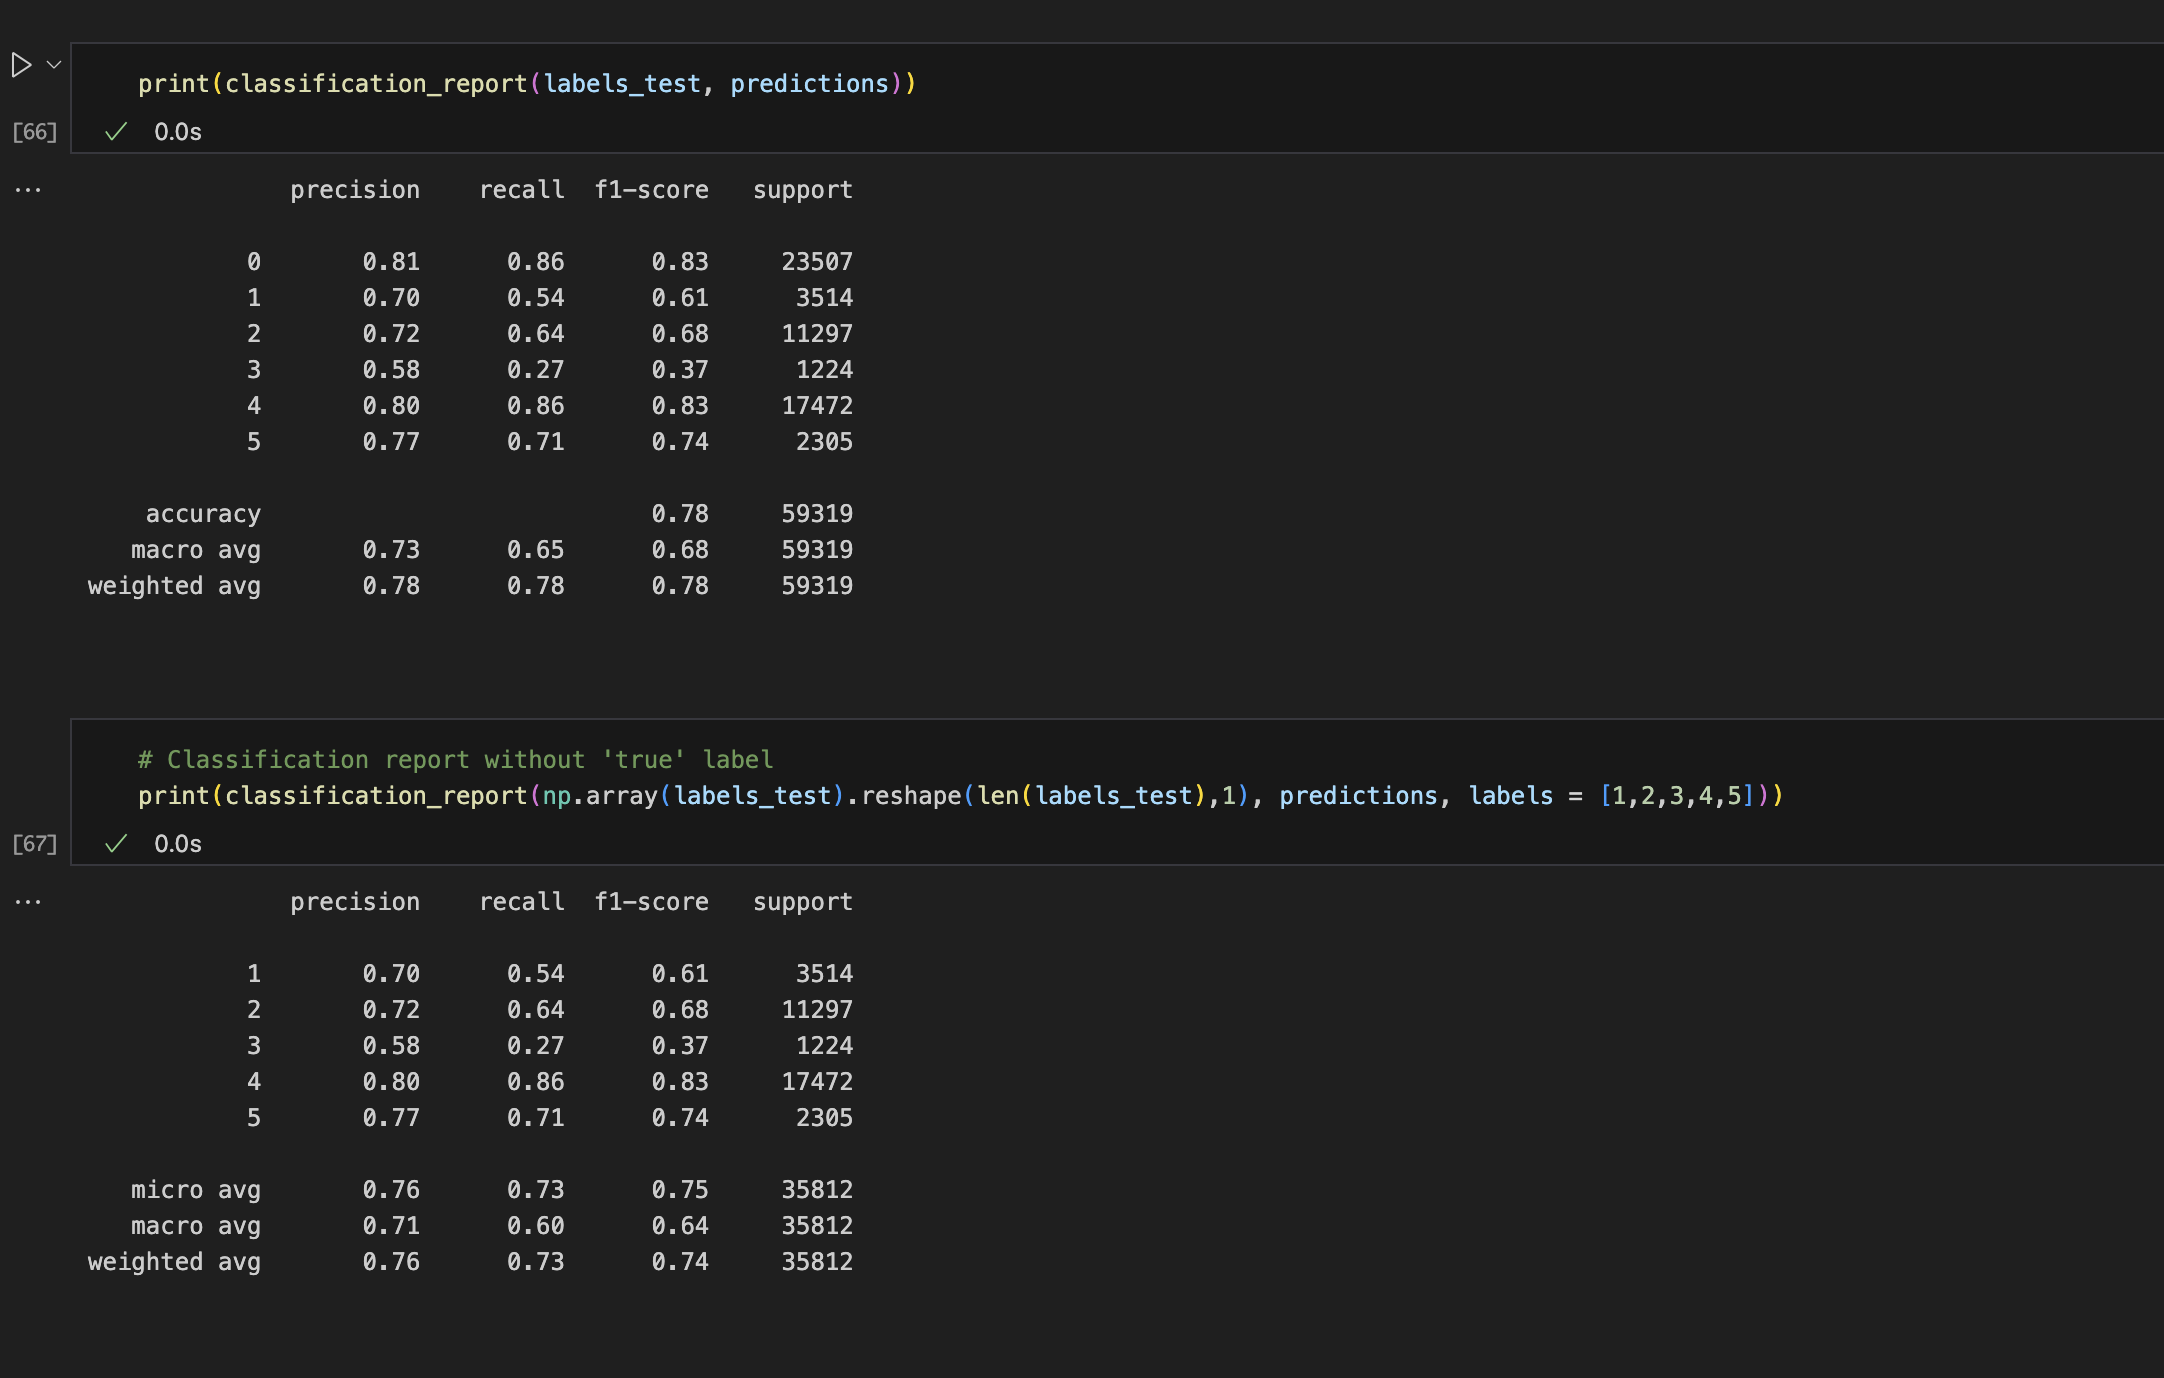 print(classification_report(labels_test, predictions))
[66] 0.0s
... precision recall f1-score support
0 0.81 0.86 0.83 23507
1 0.70 0.54 0.61 3514
2 0.72 0.64 0.68 11297
3 0.58 0.27 0.37 1224
4 0.80 0.86 0.83 17472
5 0.77 0.71 0.74 2305
accuracy 0.78 59319
macro avg 0.73 0.65 0.68 59319
weighted avg 0.78 0.78 0.78 59319
# Classification report without 'true' label
print(classification_report(np.array(labels_test).reshape(len(labels_test),1), predictions, labels = [1,2,3,4,5]))
[67] 0.0s
... precision recall f1-score support
1 0.70 0.54 0.61 3514
2 0.72 0.64 0.68 11297
3 0.58 0.27 0.37 1224
4 0.80 0.86 0.83 17472
5 0.77 0.71 0.74 2305
micro avg 0.76 0.73 0.75 35812
macro avg 0.71 0.60 0.64 35812
weighted avg 0.76 0.73 0.74 35812